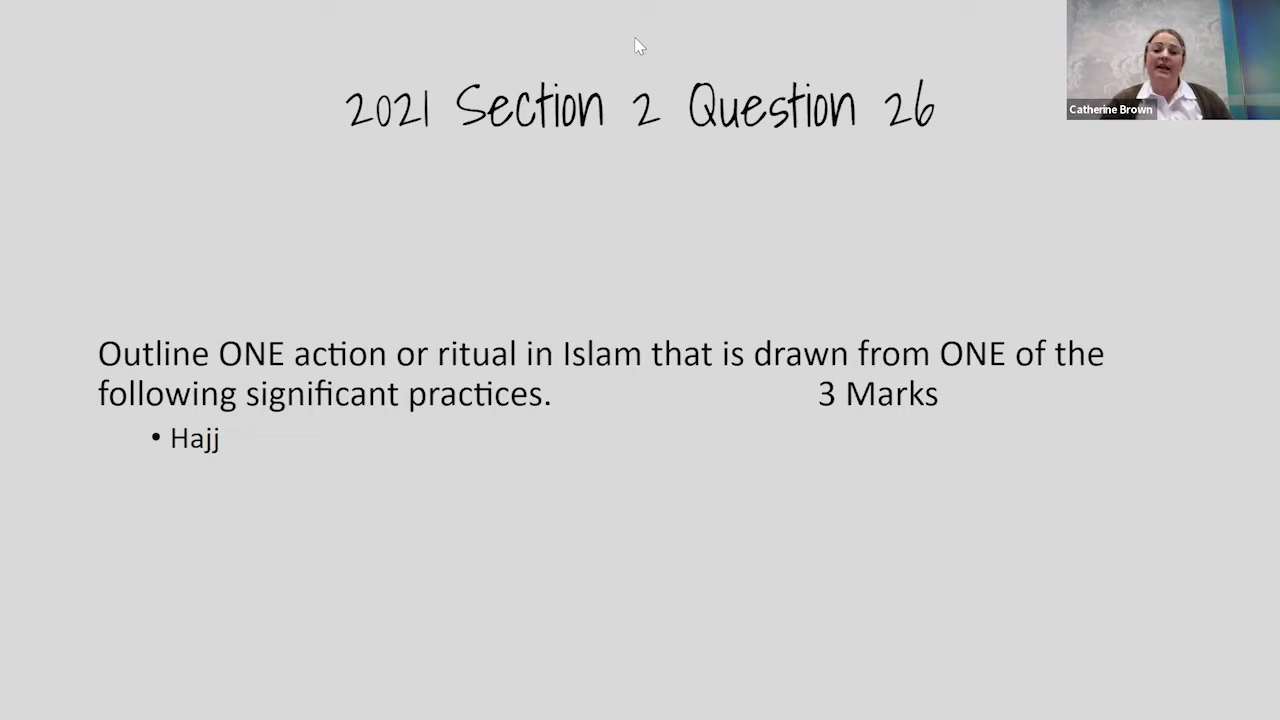 2021 Section 2 Question 26
Catherine Brown
Outline ONE action or ritual in Islam that is drawn from ONE of the
following significant practices. 3 Marks
• Hajj